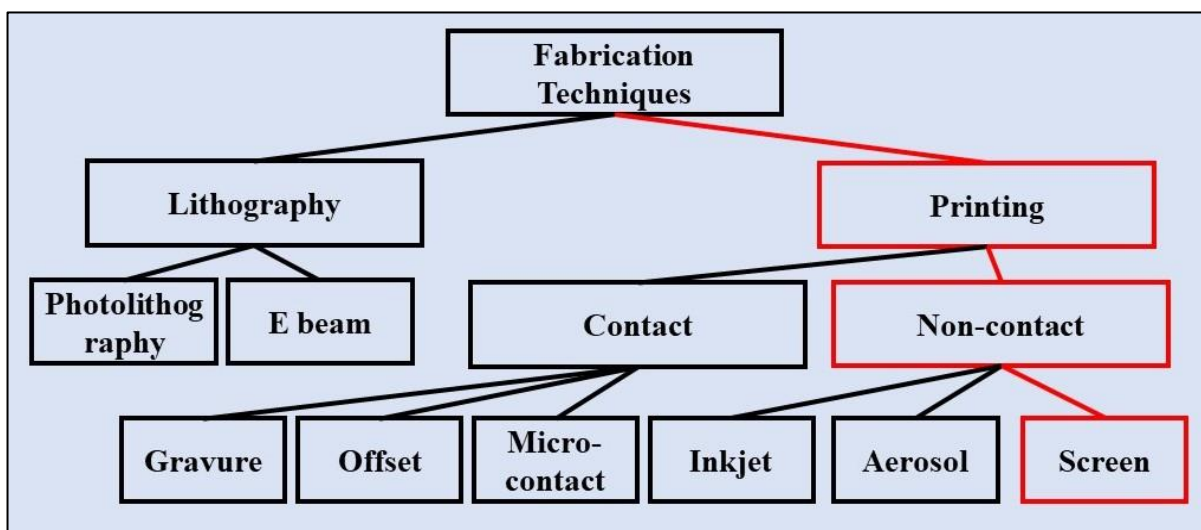 Fabrication
Techniques
Lithography
Printing
Photolithog
raphy
E beam
Contact
Non-contact
Gravure
Offset
Micro-
contact
Inkjet
Aerosol
Screen